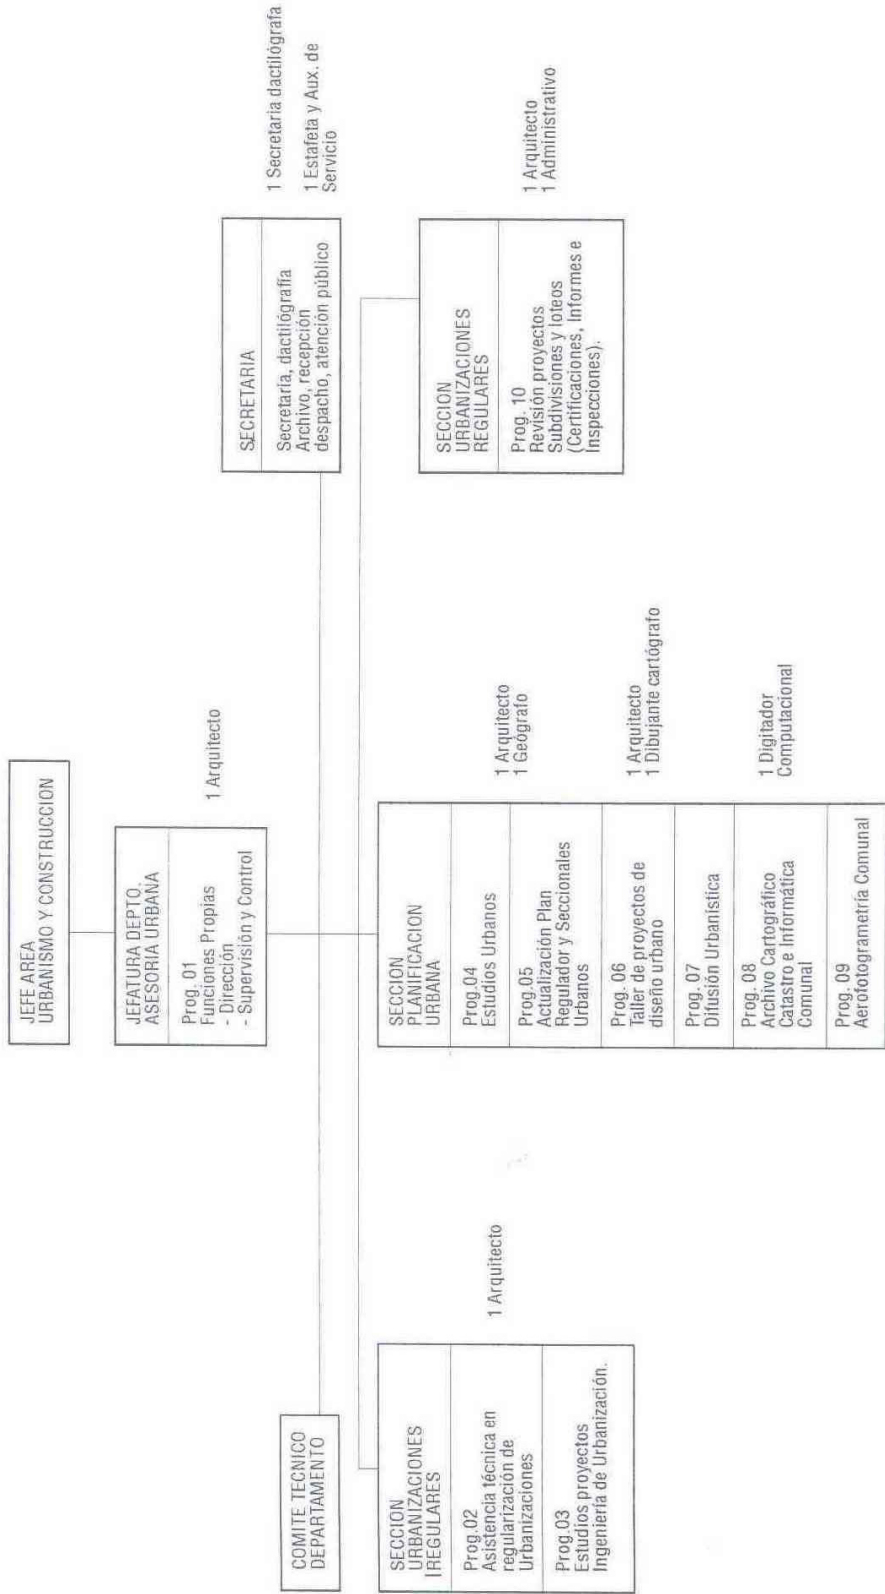 JEFE AREA
URBANISMO Y CONSTRUCCION
JEFATURA DEPTO.
ASESORIA URBANA
Prog. 01
Funciones Propias
- Dirección
- Supervisión y Control
1 Arquitecto
COMITE TECNICO
DEPARTAMENTO
SECRETARIA
Secretaria, dactilógrafía
Archivo, recepción
despacho, atención público
1 Secretaria dactilógrafa
1 Estafeta y Aux. de
Servicio
SECCION
URBANIZACIONES
IREGULARES
Prog.02
Asistencia técnica en
regularización de
Urbanizaciones
Prog.03
Estudios proyectos
Ingeniería de Urbanización.
1 Arquitecto
SECCION
PLANIFICACION
URBANA
Prog.04
Estudios Urbanos
Prog.05
Actualización Plan
Regulador y Seccionales
Urbanos
Prog. 06
Taller de proyectos de
diseño urbano
Prog. 07
Difusión Urbanística
Prog. 08
Archivo Cartográfico
Catastro e Informática
Comunal
Prog. 09
Aerofotogrametría Comunal
1 Arquitecto
1 Geógrafo
1 Arquitecto
1 Dibujante cartógrafo
1 Digitador
Computacional
SECCION
URBANIZACIONES
REGULARES
Prog. 10
Revisión proyectos
Subdivisiones y loteos
(Certificaciones, Informes e
Inspecciones).
1 Arquitecto
1 Administrativo